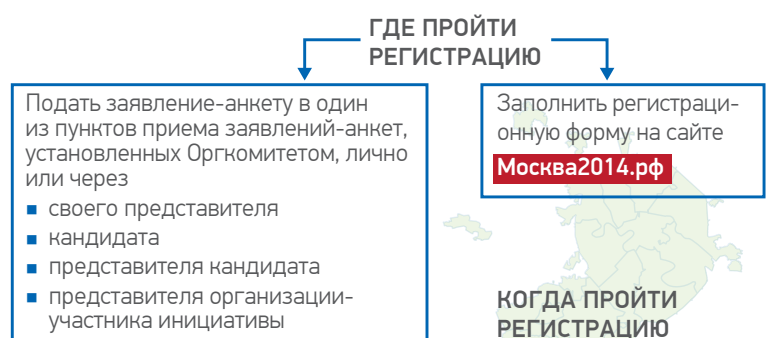 ГДЕ ПРОЙТИ
РЕГИСТРАЦИЮ
Подать заявление-анкету в один
из пунктов приема заявлений-анкет,
установленных Оргкомитетом, лично
или через
■ своего представителя
■ кандидата
■ представителя кандидата
■ представителя организации-
участника инициативы
Заполнить регистраци-
онную форму на сайте
Москва2014.рф
КОГДА ПРОЙТИ
РЕГИСТРАЦИЮ